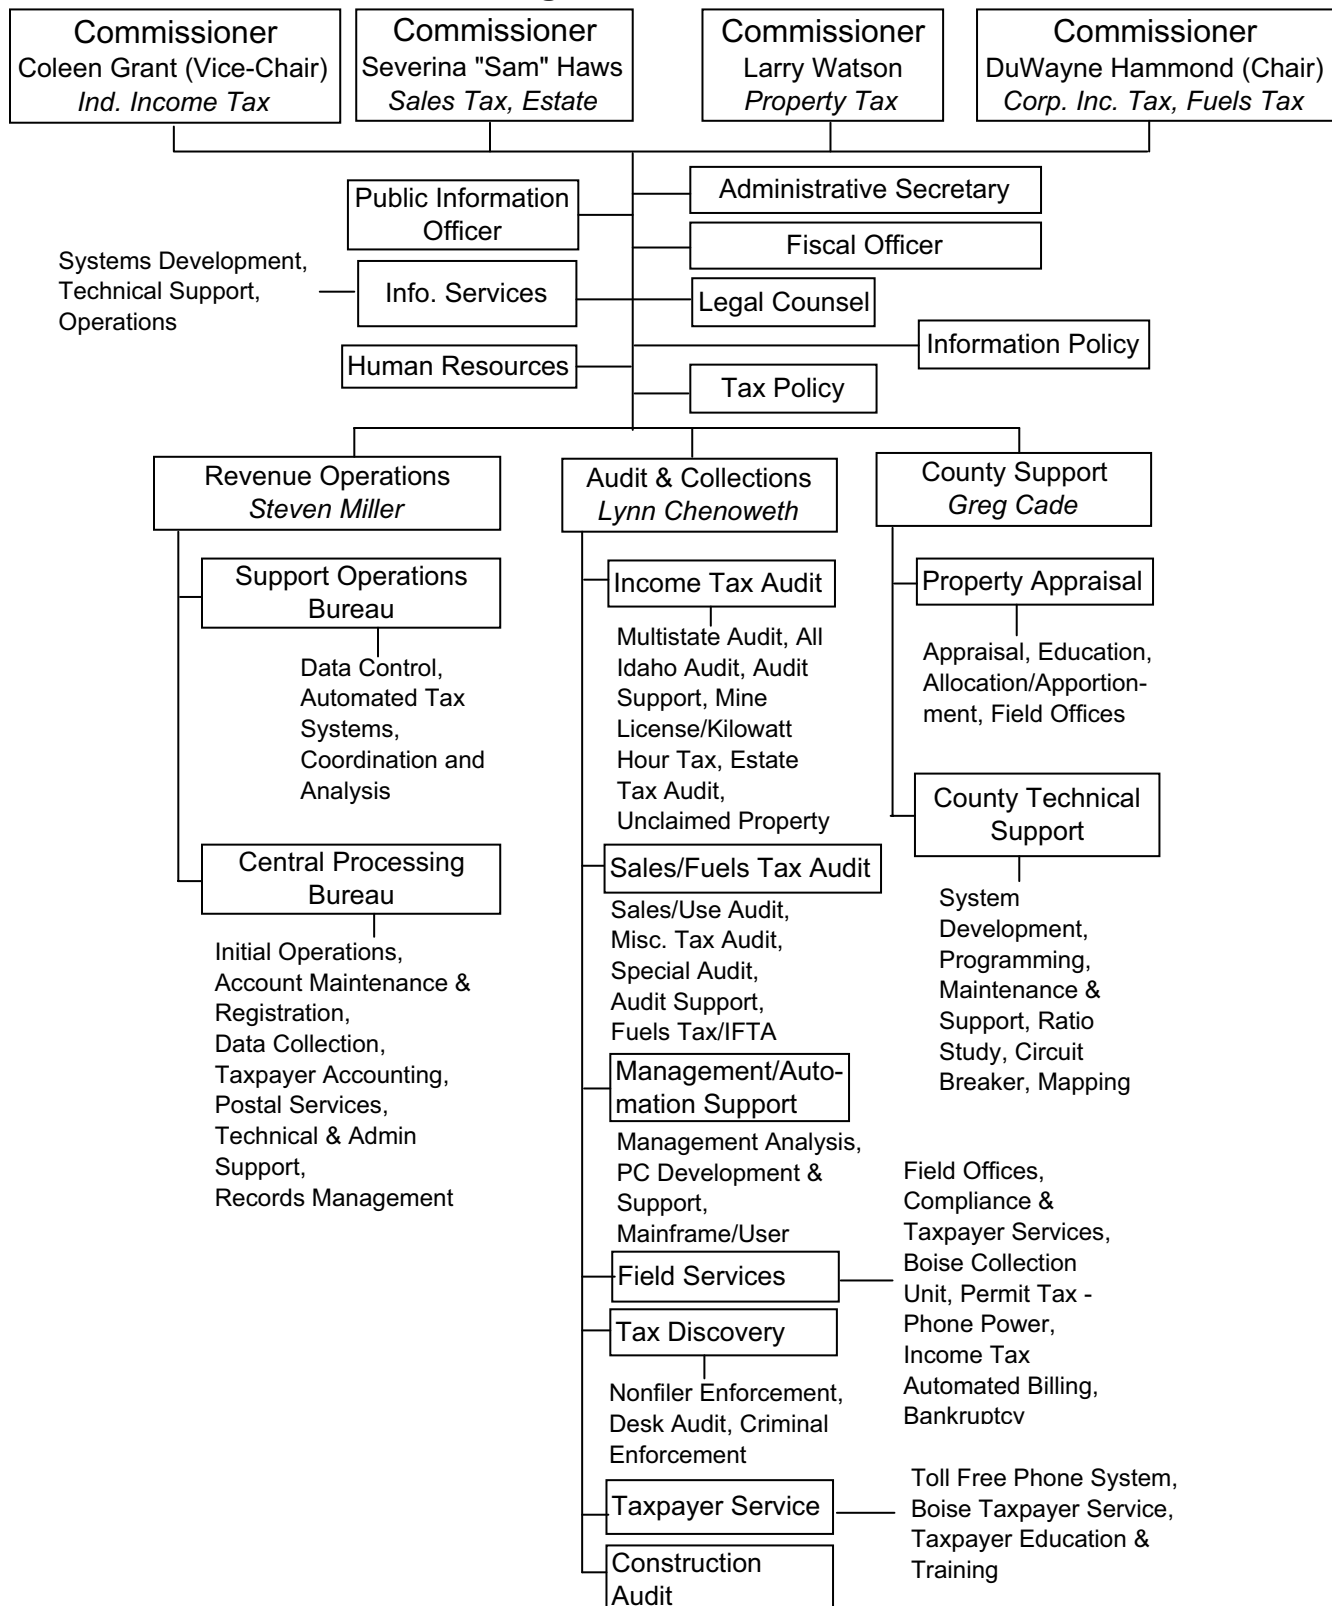 Commissioner
Coleen Grant (Vice-Chair)
Ind. Income Tax
Commissioner
Severina "Sam" Haws
Sales Tax, Estate
Commissioner
Larry Watson
Property Tax
Commissioner
DuWayne Hammond (Chair)
Corp. Inc. Tax, Fuels Tax
Public Information
Officer
Administrative Secretary
Fiscal Officer
Systems Development,
Technical Support,
Operations
Info. Services
Legal Counsel
Information Policy
Human Resources
Tax Policy
Revenue Operations
Steven Miller
Support Operations
Bureau
Data Control,
Automated Tax
Systems,
Coordination and
Analysis
Central Processing
Bureau
Initial Operations,
Account Maintenance &
Registration,
Data Collection,
Taxpayer Accounting,
Postal Services,
Technical & Admin
Support,
Records Management
Audit & Collections
Lynn Chenoweth
Income Tax Audit
Multistate Audit, All
Idaho Audit, Audit
Support, Mine
License/Kilowatt
Hour Tax, Estate
Tax Audit,
Unclaimed Property
Sales/Fuels Tax Audit
Sales/Use Audit,
Misc. Tax Audit,
Special Audit,
Audit Support,
Fuels Tax/IFTA
Management/Auto-
mation Support
Management Analysis,
PC Development &
Support,
Mainframe/User
Field Services
Field Offices,
Compliance &
Taxpayer Services,
Boise Collection
Unit, Permit Tax -
Phone Power,
Income Tax
Automated Billing,
Bankruptcy
Tax Discovery
Nonfiler Enforcement,
Desk Audit, Criminal
Enforcement
Taxpayer Service
Toll Free Phone System,
Boise Taxpayer Service,
Taxpayer Education &
Training
Construction
Audit
County Support
Greg Cade
Property Appraisal
Appraisal, Education,
Allocation/Apportion-
ment, Field Offices
County Technical
Support
System
Development,
Programming,
Maintenance &
Support, Ratio
Study, Circuit
Breaker, Mapping